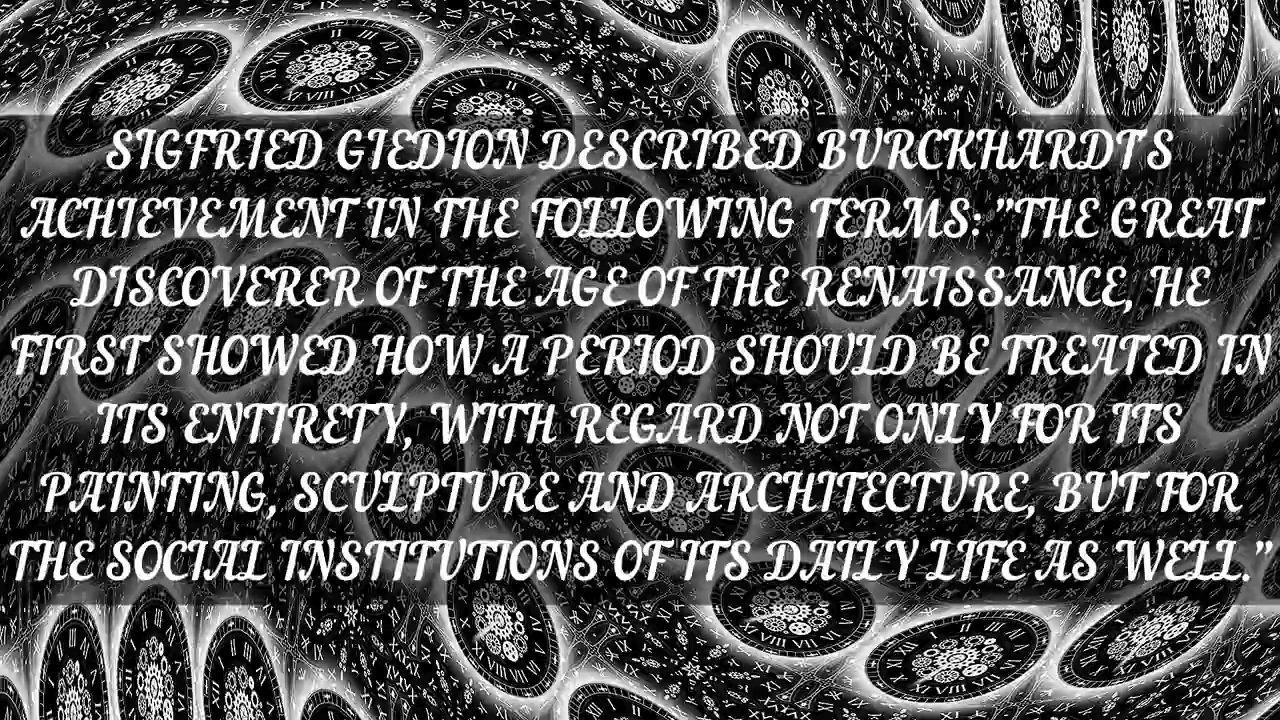 SIGFRIED GIEDION DESCRIBED BURCKHARDT'S
ACHIEVEMENT IN THE FOLLOWING TERMS: "THE GREAT
DISCOVERER OF THE AGE OF THE RENAISSANCE, HE
FIRST SHOWED HOW A PERIOD SHOULD BE TREATED IN
ITS ENTIRETY, WITH REGARD NOT ONLY FOR ITS
PAINTING, SCULPTURE AND ARCHITECTURE, BUT FOR
THE SOCIAL INSTITUTIONS OF ITS DAILY LIFE AS WELL."